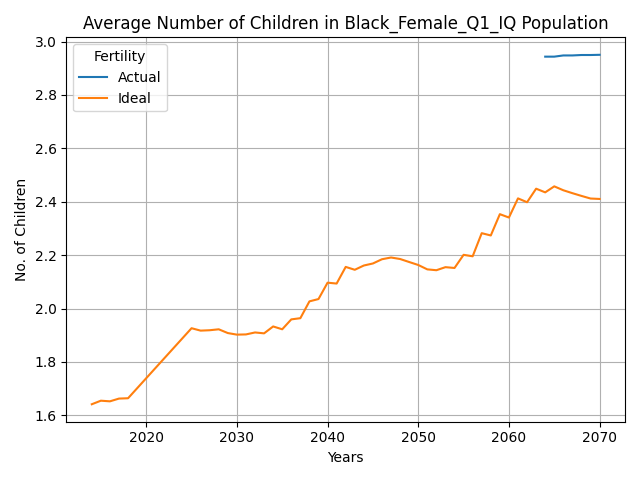 Average Number of Children in Black_Female_Q1_IQ Population
Fertility
Actual
Ideal
No. of Children
3.0
2.8
2.6
2.4
2.2
2.0
1.8
1.6
2020 2030 2040 2050 2060 2070
Years